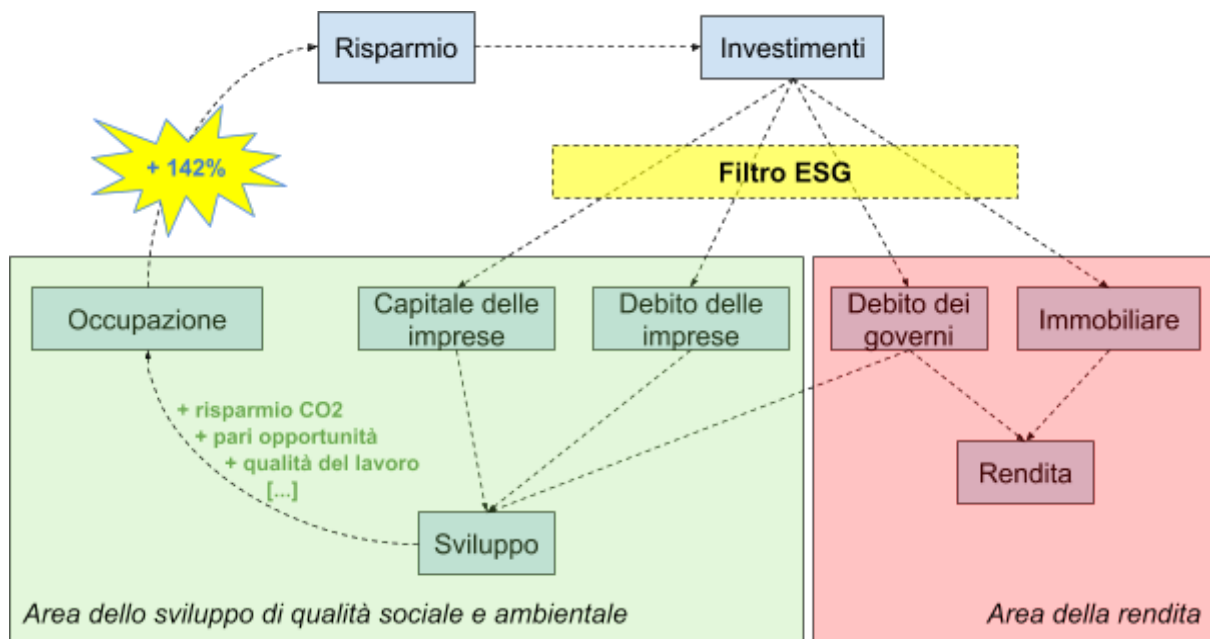 Risparmio
Investimenti
+ 142%
Filtro ESG
Occupazione
Capitale delle
imprese
Debito delle
imprese
Debito dei
governi
Immobiliare
+ risparmio CO2
+ pari opportunità
+ qualità del lavoro
[...]
Rendita
Sviluppo
Area dello sviluppo di qualità sociale e ambientale
Area della rendita